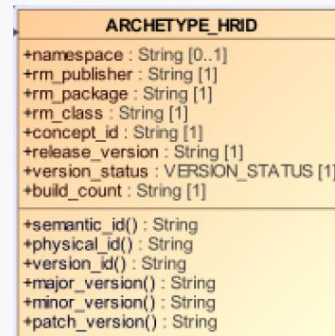 ARCHETYPE_HRID
+namespace : String [0..1]
+rm_publisher : String [1]
+rm_package : String [1]
+rm_class : String [1]
+concept_id : String [1]
+release_version : String [1]
+version_status : VERSION_STATUS [1]
+build_count : String [1]
+semantic_id() : String
+physical_id() : String
+version_id() : String
+major_version() : String
+minor_version() : String
+patch_version() : String